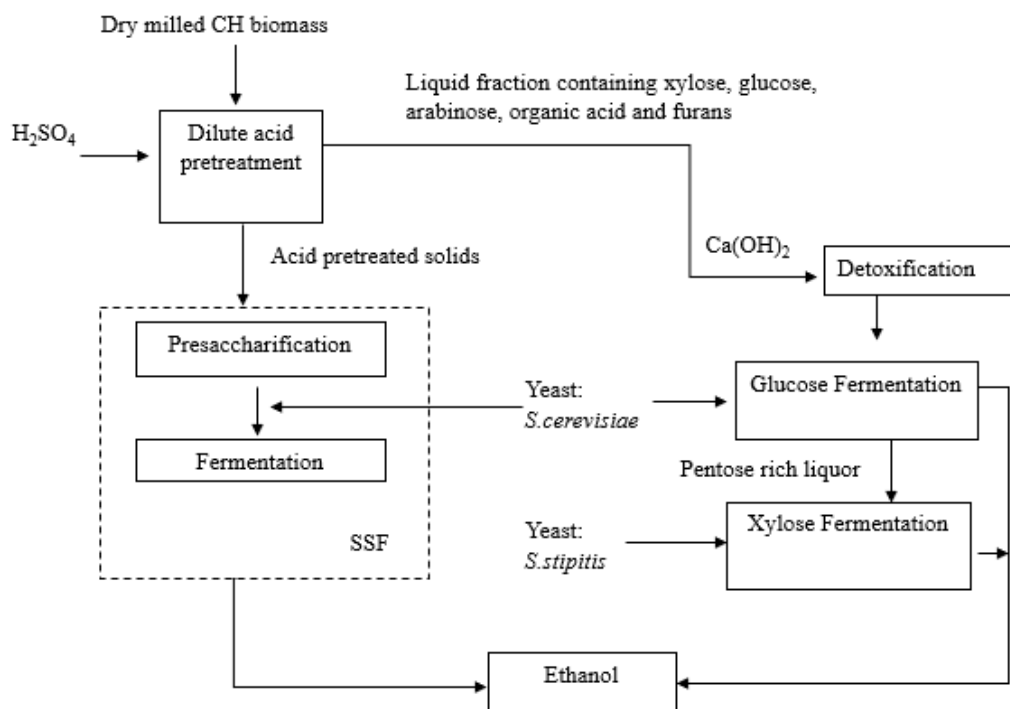 Dry milled CH biomass
Liquid fraction containing xylose, glucose,
arabinose, organic acid and furans
H₂SO₄
Dilute acid
pretreatment
Ca(OH)₂
Acid pretreated solids
Detoxification
Presaccharification
Glucose Fermentation
Yeast:
S.cerevisiae
Fermentation
Pentose rich liquor
Xylose Fermentation
Yeast:
S.stipitis
SSF
Ethanol